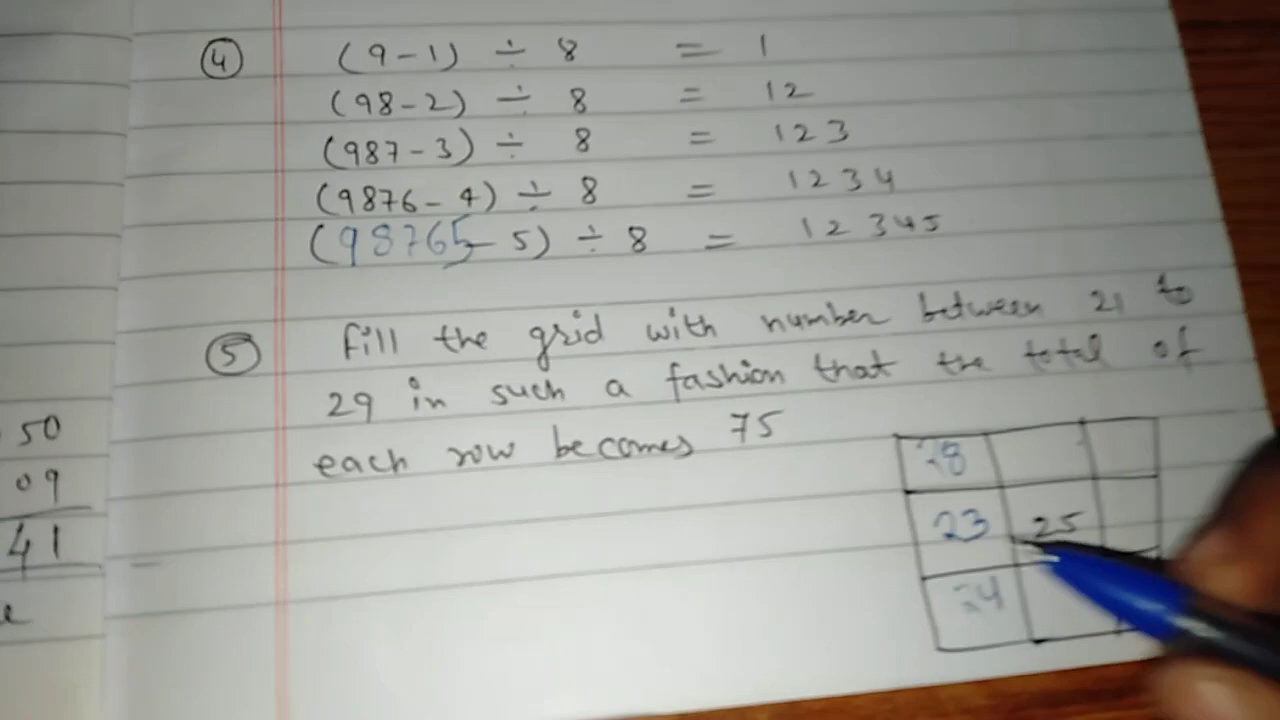 ④ (9-1) ÷ 8 = 1
(98-2) ÷ 8 = 12
(987-3) ÷ 8 = 123
(9876-4) ÷ 8 = 1234
(98765-5) ÷ 8 = 12345
⑤ fill the grid with number between 21 to
29 in such a fashion that the total of
each row becomes 75
28
23 25
24
50
09
41